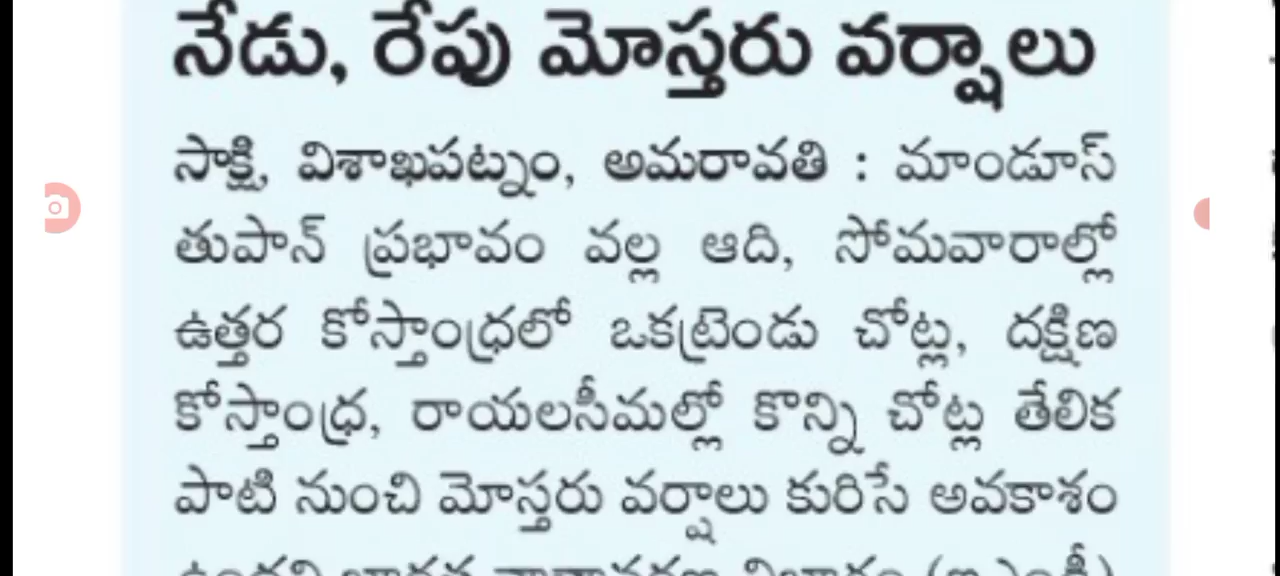 నేడు, రేపు మోస్తరు వర్షాలు
సాక్షి, విశాఖపట్నం, అమరావతి : మాండూస్
తుపాన్ ప్రభావం వల్ల ఆది, సోమవారాల్లో
ఉత్తర కోస్తాంధ్రలో ఒకట్రెండు చోట్ల, దక్షిణ
కోస్తాంధ్ర, రాయలసీమల్లో కొన్ని చోట్ల తేలిక
పాటి నుంచి మోస్తరు వర్షాలు కురిసే అవకాశం